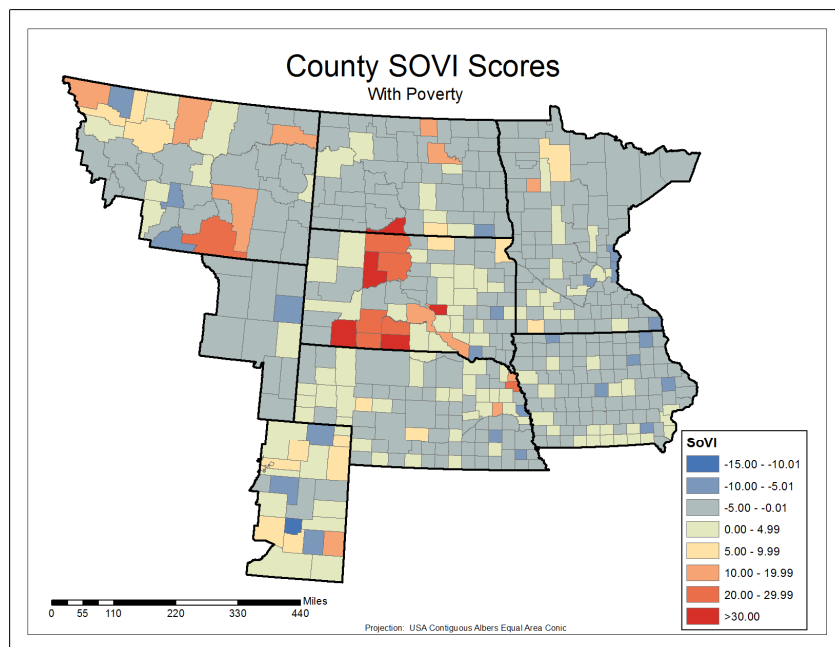 County SOVI Scores
With Poverty
SoVI
-15.00 - -10.01
-10.00 - -5.01
-5.00 - -0.01
0.00 - 4.99
5.00 - 9.99
10.00 - 19.99
20.00 - 29.99
>30.00
Miles
0 55 110 220 330 440
Projection: USA Contiguous Albers Equal Area Conic